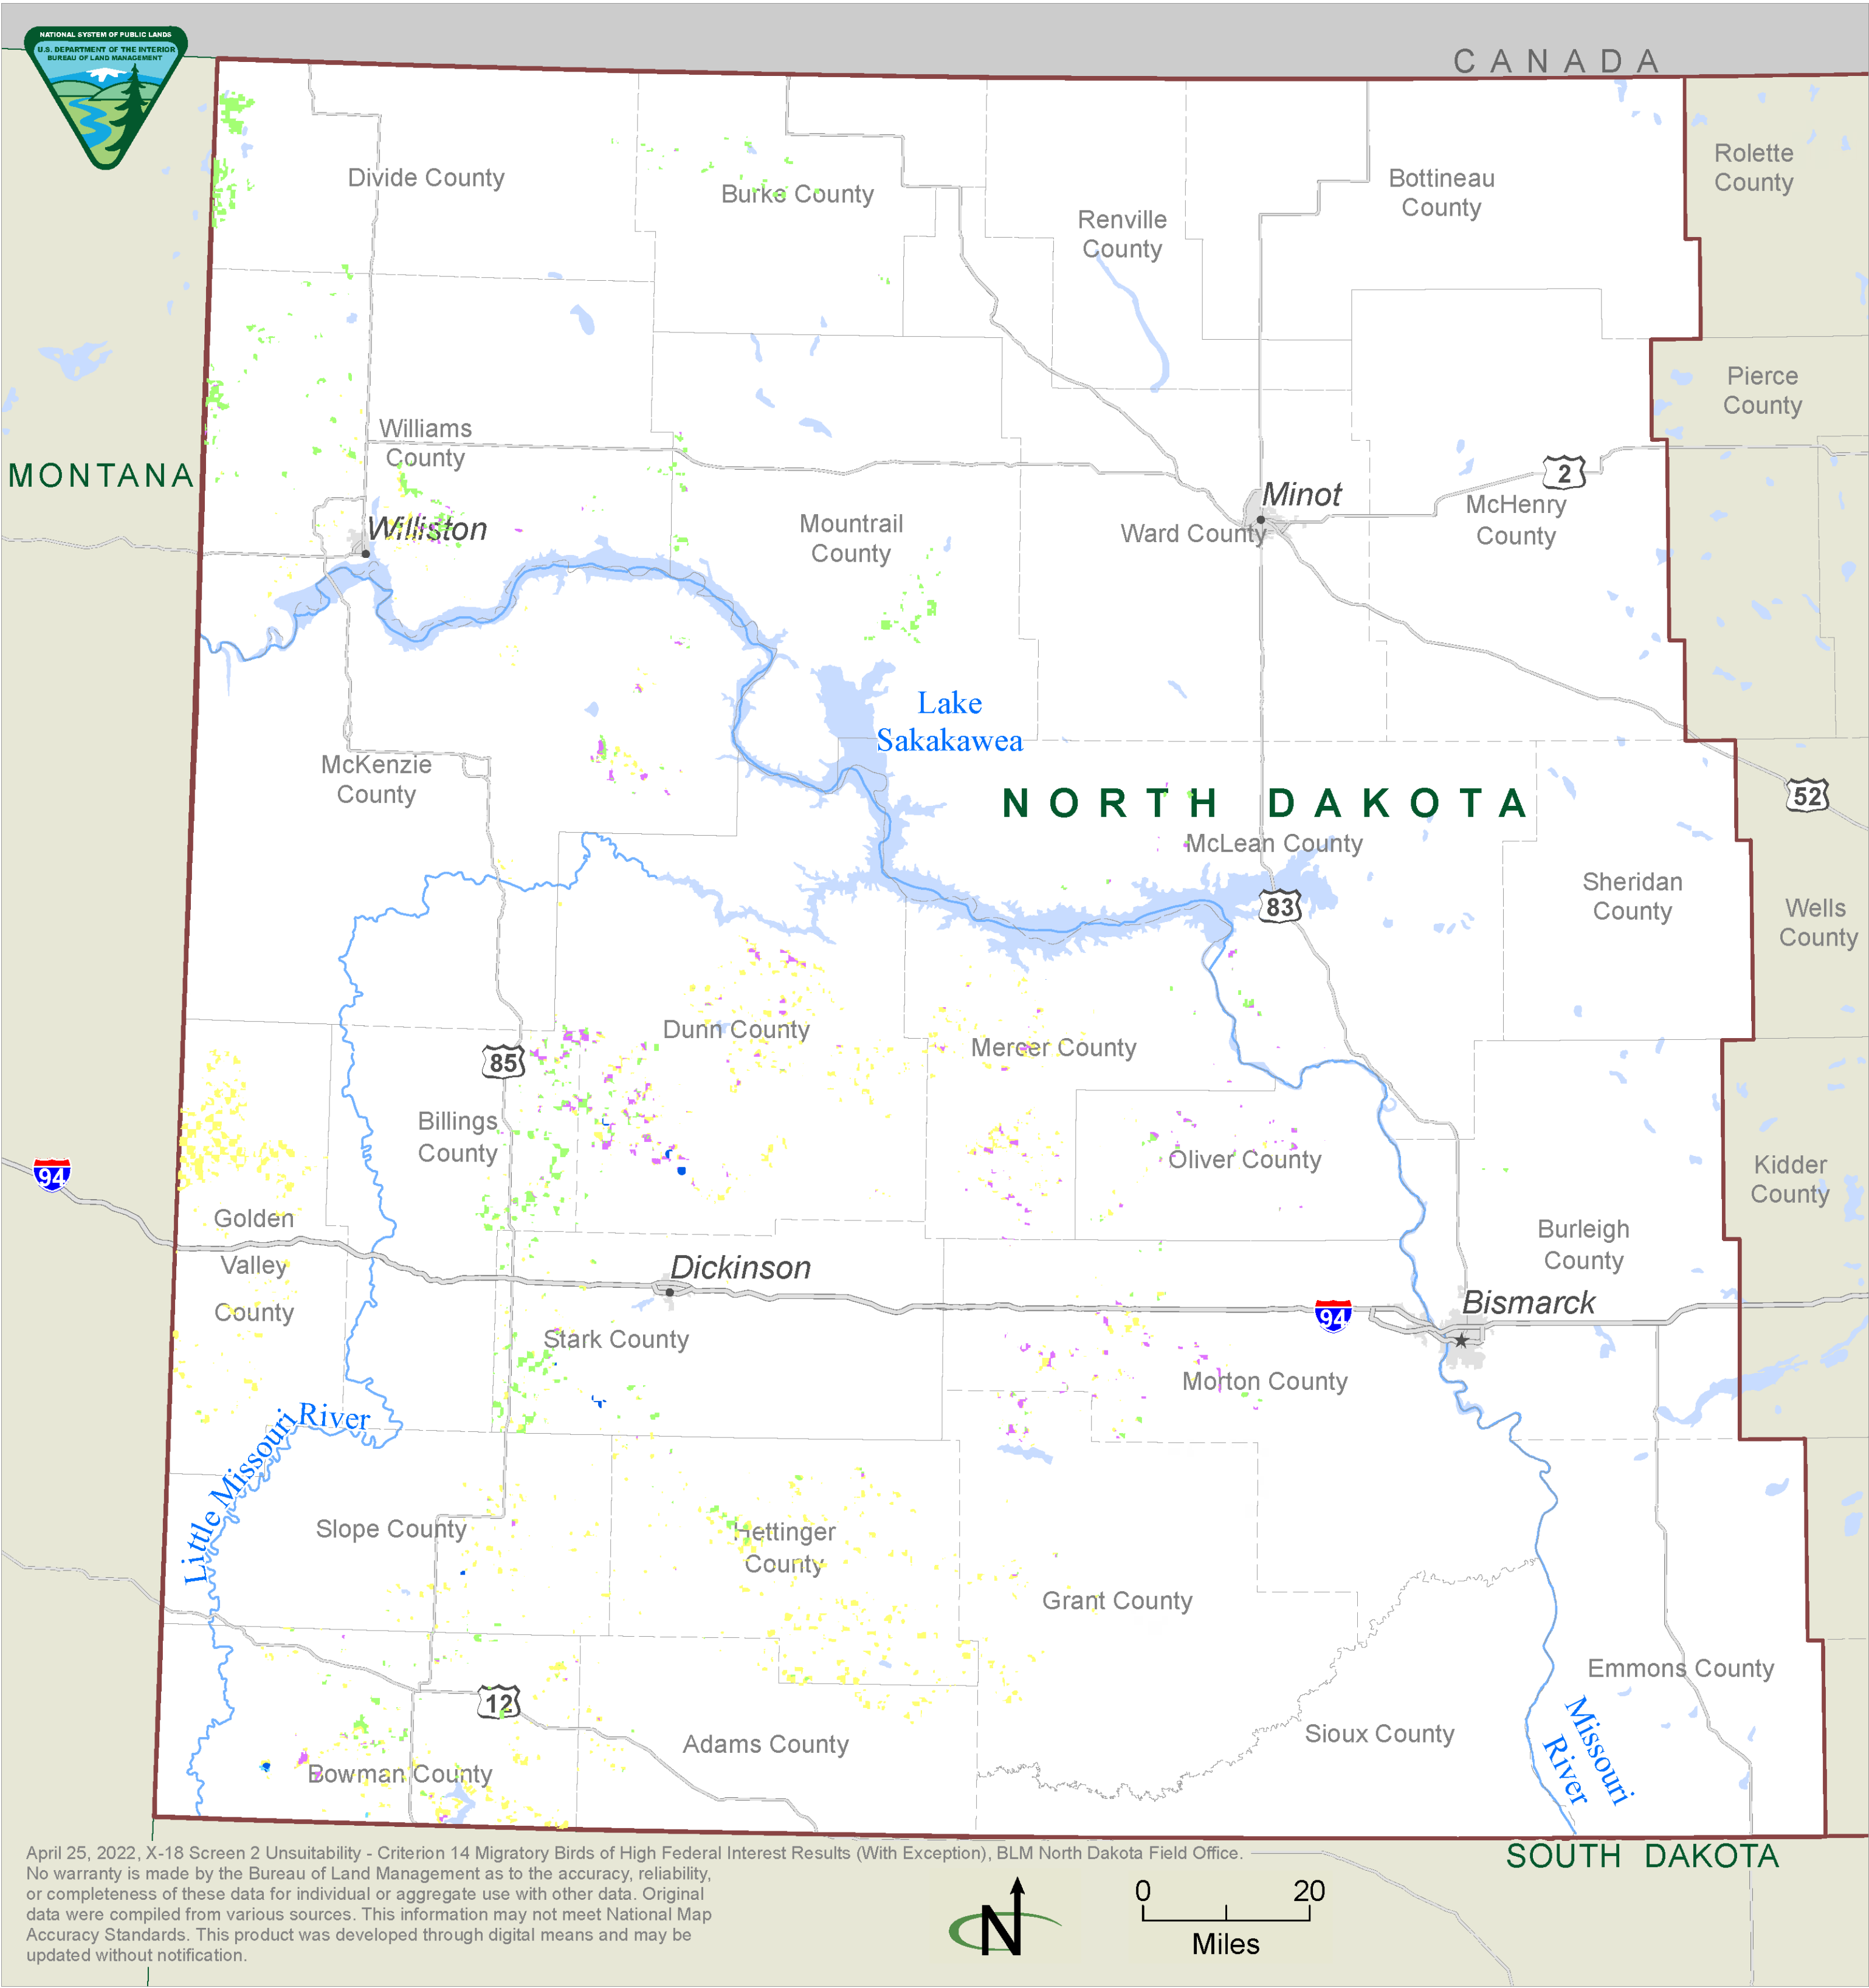 NATIONAL SYSTEM OF PUBLIC LANDS
U.S. DEPARTMENT OF THE INTERIOR
BUREAU OF LAND MANAGEMENT
CANADA
Divide County
Burke County
Renville
County
Bottineau
County
Rolette
County
Pierce
County
MONTANA
Williams
County
Williston
Mountrail
County
Minot
Ward County
2
McHenry
County
Lake
Sakakawea
McKenzie
County
NORTH DAKOTA
52
McLean County
83
Sheridan
County
Wells
County
Dunn County
Mercer County
85
Billings
County
94
Oliver County
Kidder
County
Golden
Valley
County
Burleigh
County
Dickinson
94
Bismarck
Stark County
Morton County
Little Missouri River
Slope County
Hettinger
County
Grant County
Emmons County
12
Adams County
Sioux County
Missouri
River
Bowman County
SOUTH DAKOTA
April 25, 2022, X-18 Screen 2 Unsuitability - Criterion 14 Migratory Birds of High Federal Interest Results (With Exception), BLM North Dakota Field Office.
No warranty is made by the Bureau of Land Management as to the accuracy, reliability,
or completeness of these data for individual or aggregate use with other data. Original
data were compiled from various sources. This information may not meet National Map
Accuracy Standards. This product was developed through digital means and may be
updated without notification.
N
0 20
Miles